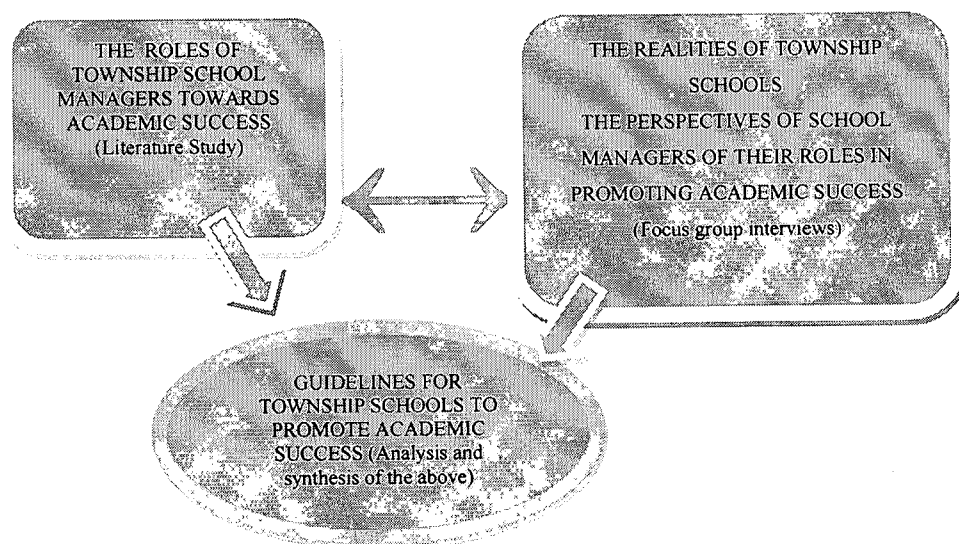 THE ROLES OF
TOWNSHIP SCHOOL
MANAGERS TOWARDS
ACADEMIC SUCCESS
(Literature Study)
THE REALITIES OF TOWNSHIP
SCHOOLS
THE PERSPECTIVES OF SCHOOL
MANAGERS OF THEIR ROLES IN
PROMOTING ACADEMIC SUCCESS
(Focus group interviews)
GUIDELINES FOR
TOWNSHIP SCHOOLS TO
PROMOTE ACADEMIC
SUCCESS (Analysis and
synthesis of the above)